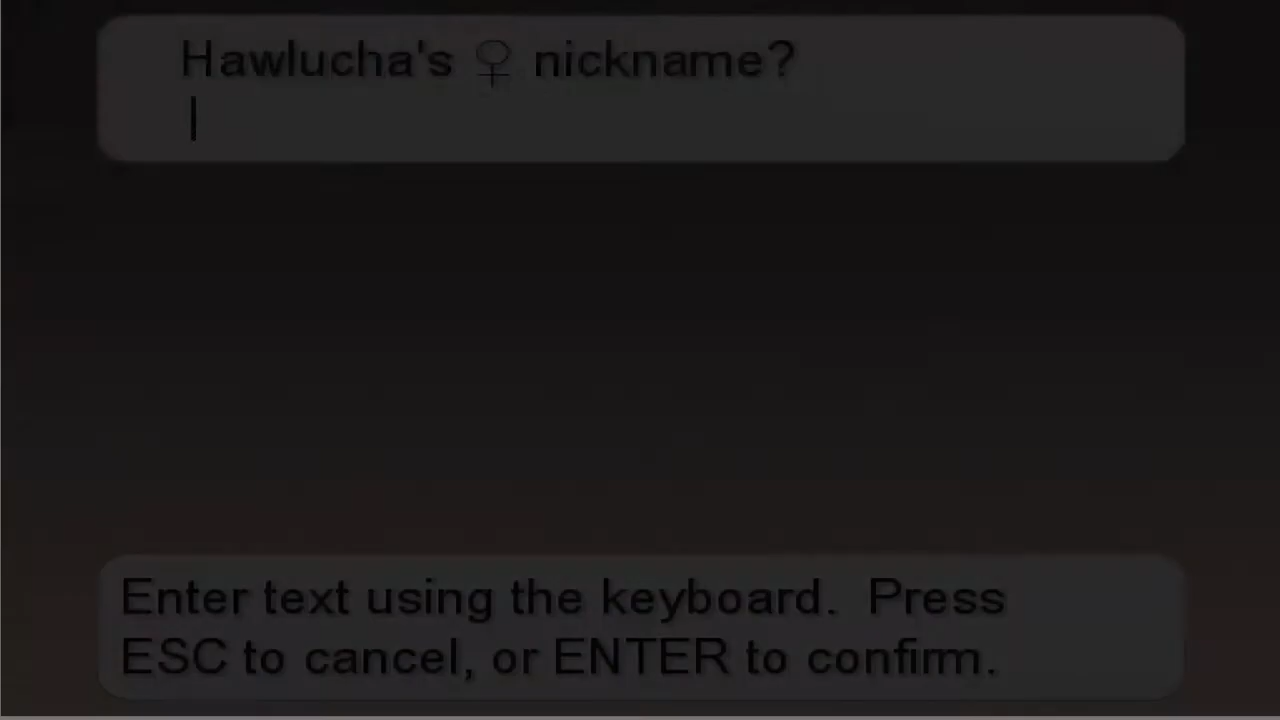 Hawlucha's ♀ nickname?
Enter text using the keyboard.  Press
ESC to cancel, or ENTER to confirm.